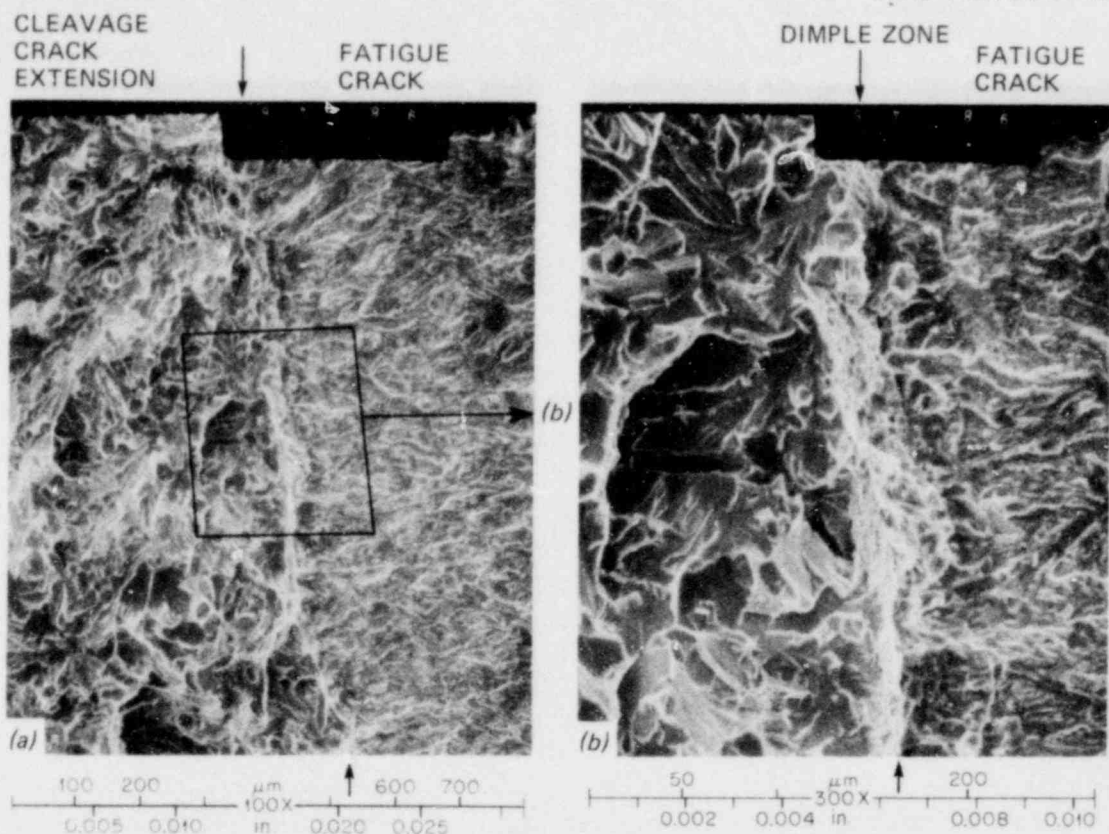 CLEAVAGE
CRACK
EXTENSION
FATIGUE
CRACK
DIMPLE ZONE
FATIGUE
CRACK
(b)
(a)
(b)
100 200 μm 600 700
100X
0.005 0.010 in. 0.020 0.025
50 μm 200
300X
0.002 0.004 in. 0.008 0.010